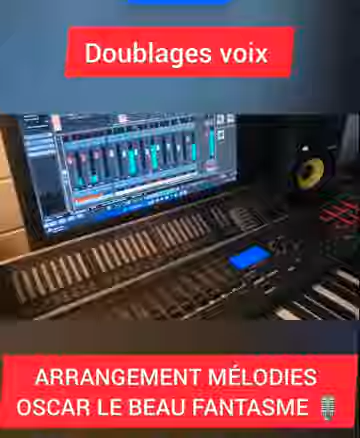 Doublages voix
ARRANGEMENT MÉLODIES
OSCAR LE BEAU FANTASME 🎙️